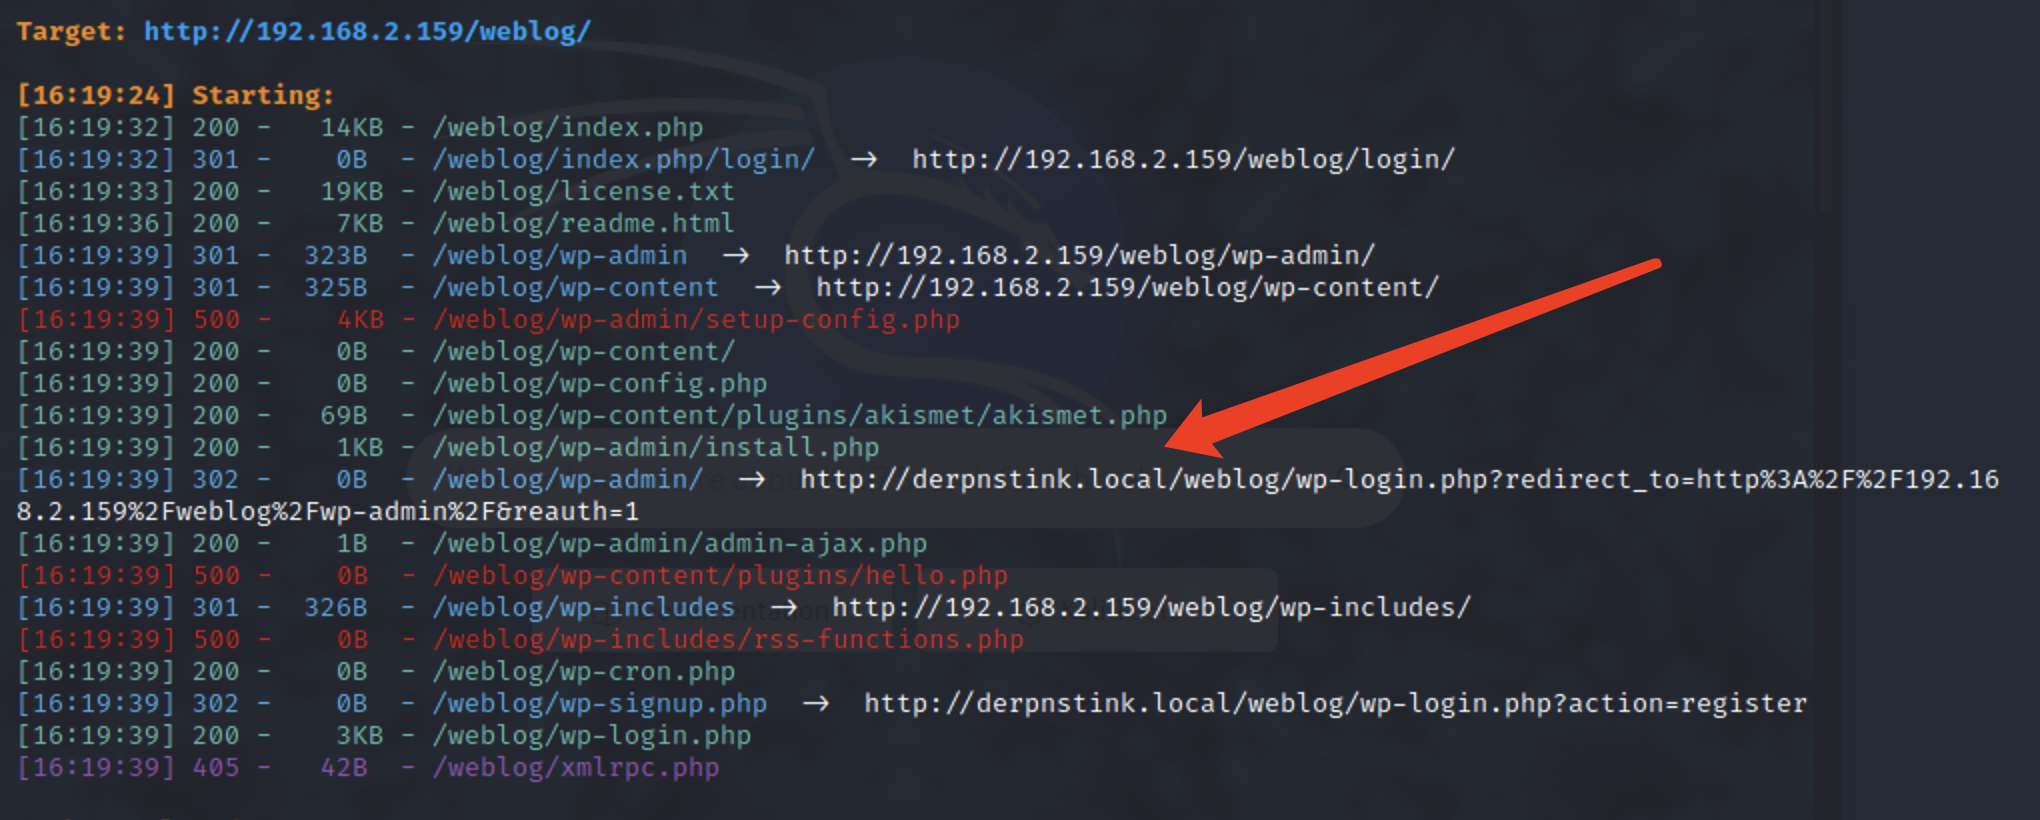 Target: http://192.168.2.159/weblog/
[16:19:24] Starting:
[16:19:32] 200 -   14KB - /weblog/index.php
[16:19:32] 301 -    0B  - /weblog/index.php/login/  →  http://192.168.2.159/weblog/login/
[16:19:33] 200 -   19KB - /weblog/license.txt
[16:19:36] 200 -    7KB - /weblog/readme.html
[16:19:39] 301 -  323B  - /weblog/wp-admin  →  http://192.168.2.159/weblog/wp-admin/
[16:19:39] 301 -  325B  - /weblog/wp-content  →  http://192.168.2.159/weblog/wp-content/
[16:19:39] 500 -    4KB - /weblog/wp-admin/setup-config.php
[16:19:39] 200 -    0B  - /weblog/wp-content/
[16:19:39] 200 -    0B  - /weblog/wp-config.php
[16:19:39] 200 -   69B  - /weblog/wp-content/plugins/akismet/akismet.php
[16:19:39] 200 -    1KB - /weblog/wp-admin/install.php
[16:19:39] 302 -    0B  - /weblog/wp-admin/  →  http://derpnstink.local/weblog/wp-login.php?redirect_to=http%3A%2F%2F192.16
8.2.159%2Fweblog%2Fwp-admin%2F&reauth=1
[16:19:39] 200 -    1B  - /weblog/wp-admin/admin-ajax.php
[16:19:39] 500 -    0B  - /weblog/wp-content/plugins/hello.php
[16:19:39] 301 -  326B  - /weblog/wp-includes  →  http://192.168.2.159/weblog/wp-includes/
[16:19:39] 500 -    0B  - /weblog/wp-includes/rss-functions.php
[16:19:39] 200 -    0B  - /weblog/wp-cron.php
[16:19:39] 302 -    0B  - /weblog/wp-signup.php  →  http://derpnstink.local/weblog/wp-login.php?action=register
[16:19:39] 200 -    3KB - /weblog/wp-login.php
[16:19:39] 405 -   42B  - /weblog/xmlrpc.php